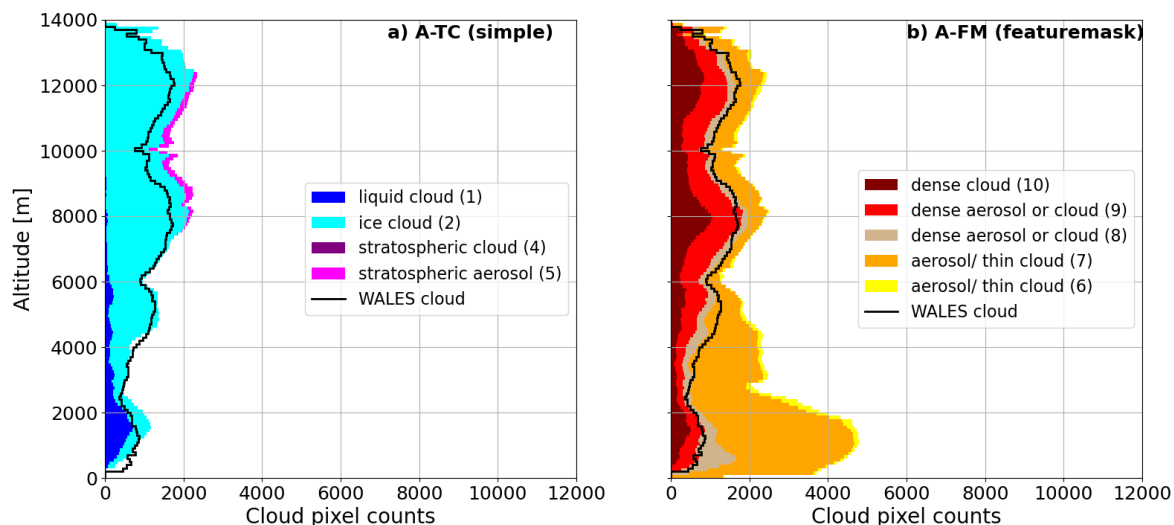 a) A-TC (simple)
14000
12000
10000
8000
6000
4000
2000
0
Altitude [m]
liquid cloud (1)
ice cloud (2)
stratospheric cloud (4)
stratospheric aerosol (5)
WALES cloud
0 2000 4000 6000 8000 10000 12000
Cloud pixel counts
b) A-FM (featuremask)
dense cloud (10)
dense aerosol or cloud (9)
dense aerosol or cloud (8)
aerosol/ thin cloud (7)
aerosol/ thin cloud (6)
WALES cloud
0 2000 4000 6000 8000 10000 12000
Cloud pixel counts